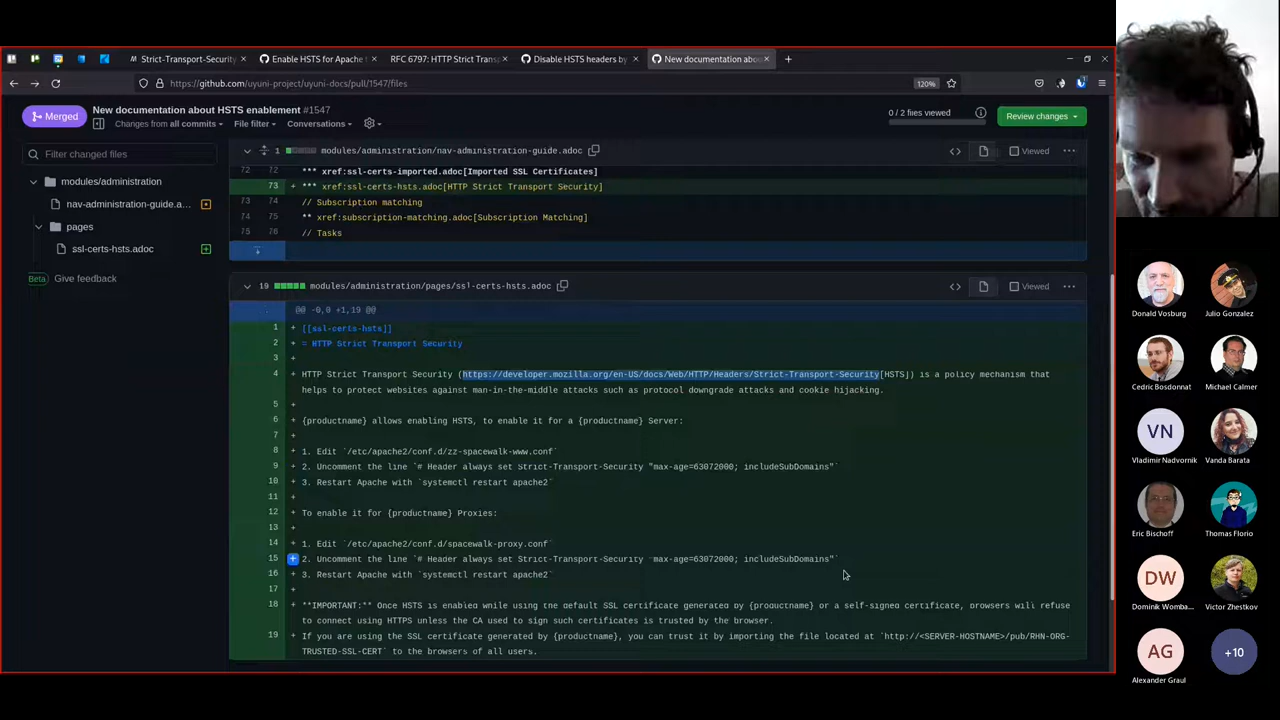 Strict-Transport-Security
Enable HSTS for Apache
RFC 6797: HTTP Strict Trans
Disable HSTS headers by
New documentation abou
https://github.com/uyuni-project/uyuni-docs/pull/1547/files
120%
Merged
New documentation about HSTS enablement #1547
Changes from all commits
File filter
Conversations
0 / 2 files viewed
Review changes
Filter changed files
modules/administration
nav-administration-guide.a...
pages
ssl-certs-hsts.adoc
Beta Give feedback
1 modules/administration/nav-administration-guide.adoc
Viewed
72 72 *** xref:ssl-certs-imported.adoc[Imported SSL Certificates]
73 + *** xref:ssl-certs-hsts.adoc[HTTP Strict Transport Security]
73 74 // Subscription matching
74 75 ** xref:subscription-matching.adoc[Subscription Matching]
75 76 // Tasks
19 modules/administration/pages/ssl-certs-hsts.adoc
Viewed
@@ -0,0 +1,19 @@
1 + [[ssl-certs-hsts]]
2 + = HTTP Strict Transport Security
3 +
4 + HTTP Strict Transport Security (https://developer.mozilla.org/en-US/docs/Web/HTTP/Headers/Strict-Transport-Security[HSTS]) is a policy mechanism that
helps to protect websites against man-in-the-middle attacks such as protocol downgrade attacks and cookie hijacking.
5 +
6 + {productname} allows enabling HSTS, to enable it for a {productname} Server:
7 +
8 + 1. Edit `/etc/apache2/conf.d/zz-spacewalk-www.conf`
9 + 2. Uncomment the line `# Header always set Strict-Transport-Security "max-age=63072000; includeSubDomains"`
10 + 3. Restart Apache with `systemctl restart apache2`
11 +
12 + To enable it for {productname} Proxies:
13 +
14 + 1. Edit `/etc/apache2/conf.d/spacewalk-proxy.conf`
15 + 2. Uncomment the line `# Header always set Strict-Transport-Security "max-age=63072000; includeSubDomains"`
16 + 3. Restart Apache with `systemctl restart apache2`
17 +
18 + **IMPORTANT:** Once HSTS is enabled while using the default SSL certificate generated by {productname} or a self-signed certificate, browsers will refuse
to connect using HTTPS unless the CA used to sign such certificates is trusted by the browser.
19 + If you are using the SSL certificate generated by {productname}, you can trust it by importing the file located at `http://<SERVER-HOSTNAME>/pub/RHN-ORG-
TRUSTED-SSL-CERT` to the browsers of all users.
Donald Vosburg
Julio Gonzalez
Cedric Bosdonnat
Michael Calmer
VN
Vladimir Nadvornik
Vanda Barata
Eric Bischoff
Thomas Florio
DW
Dominik Womba...
Victor Zhestkov
AG
Alexander Graul
+10